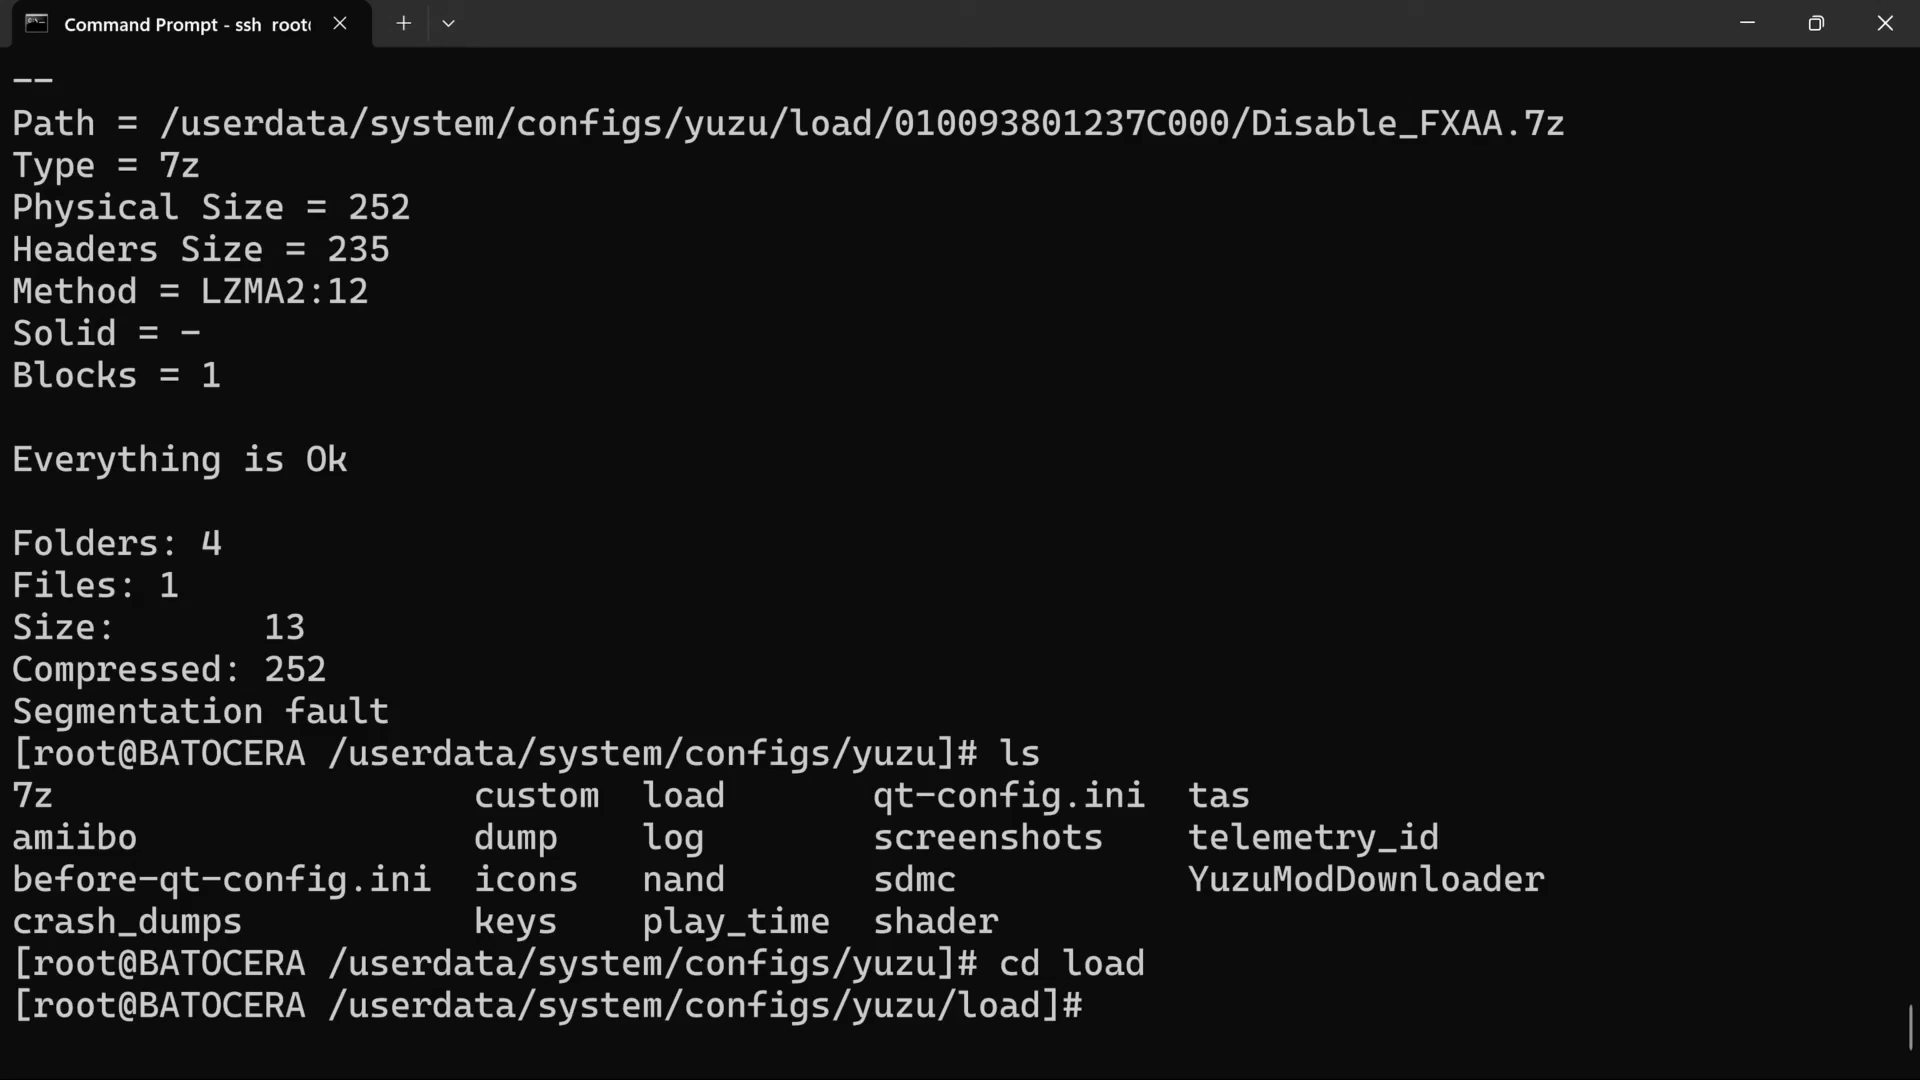 Command Prompt - ssh root
--
Path = /userdata/system/configs/yuzu/load/010093801237C000/Disable_FXAA.7z
Type = 7z
Physical Size = 252
Headers Size = 235
Method = LZMA2:12
Solid = -
Blocks = 1
Everything is Ok
Folders: 4
Files: 1
Size:       13
Compressed: 252
Segmentation fault
[root@BATOCERA /userdata/system/configs/yuzu]# ls
7z                    custom  load       qt-config.ini  tas
amiibo                dump    log        screenshots    telemetry_id
before-qt-config.ini  icons   nand       sdmc           YuzuModDownloader
crash_dumps           keys    play_time  shader
[root@BATOCERA /userdata/system/configs/yuzu]# cd load
[root@BATOCERA /userdata/system/configs/yuzu/load]#